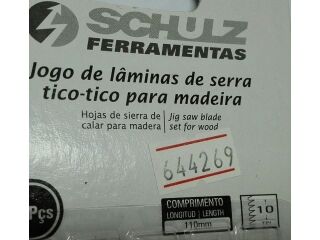 SCHULZ
FERRAMENTAS
Jogo de lâminas de serra
tico-tico para madeira
Hojas de sierra de
calar para madera
Jig saw blade
set for wood
644269
Pçs
COMPRIMENTO
LONGITUD | LENGTH
110mm
10